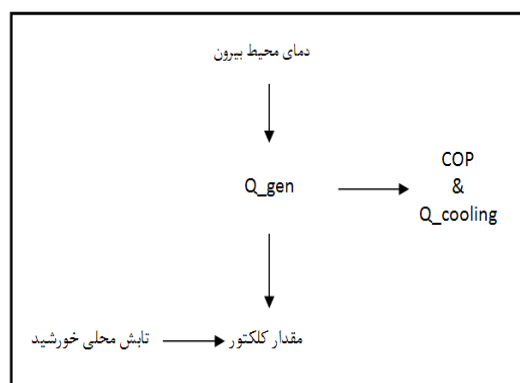 دمای محیط بیرون
Q_gen
COP
&
Q_cooling
مقدار کلکتور
تابش محلی خورشید